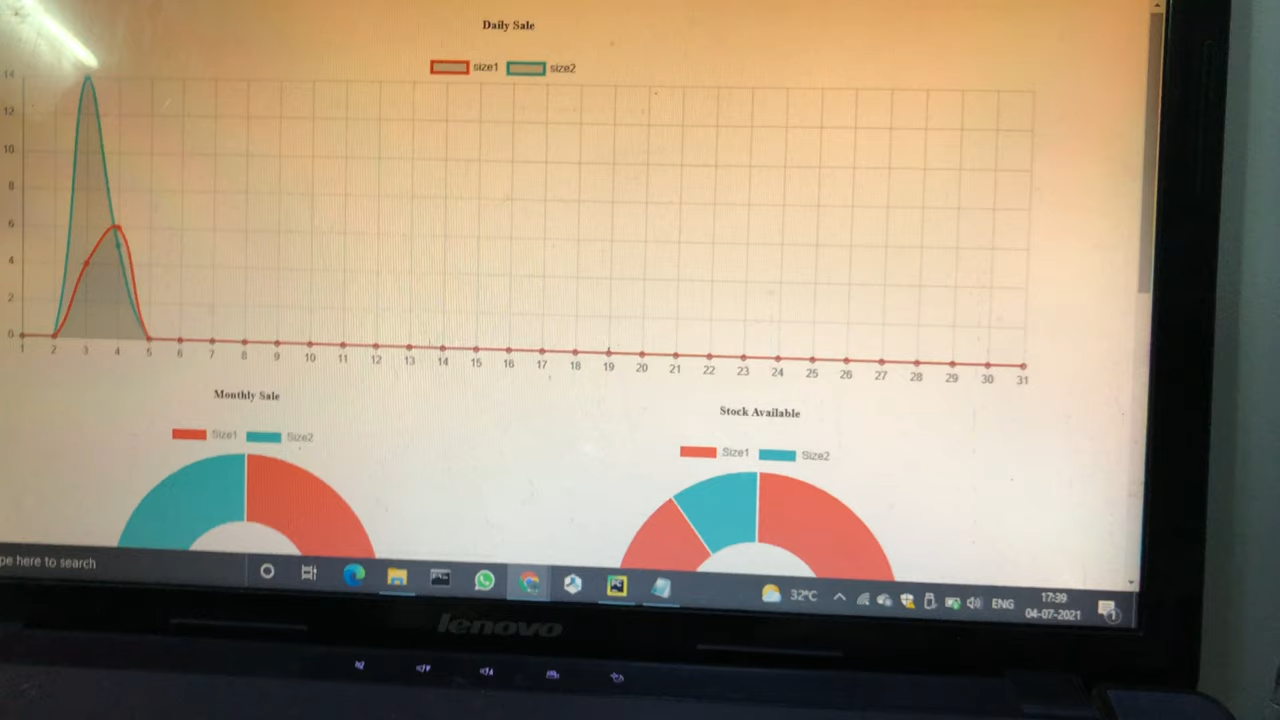 Daily Sale
size1 size2
14
12
10
8
6
4
2
0
1 2 3 4 5 6 7 8 9 10 11 12 13 14 15 16 17 18 19 20 21 22 23 24 25 26 27 28 29 30 31
Monthly Sale
Size1 Size2
Stock Available
Size1 Size2
pe here to search
PC
32°C
ENG
17:39
04-07-2021
1
lenovo